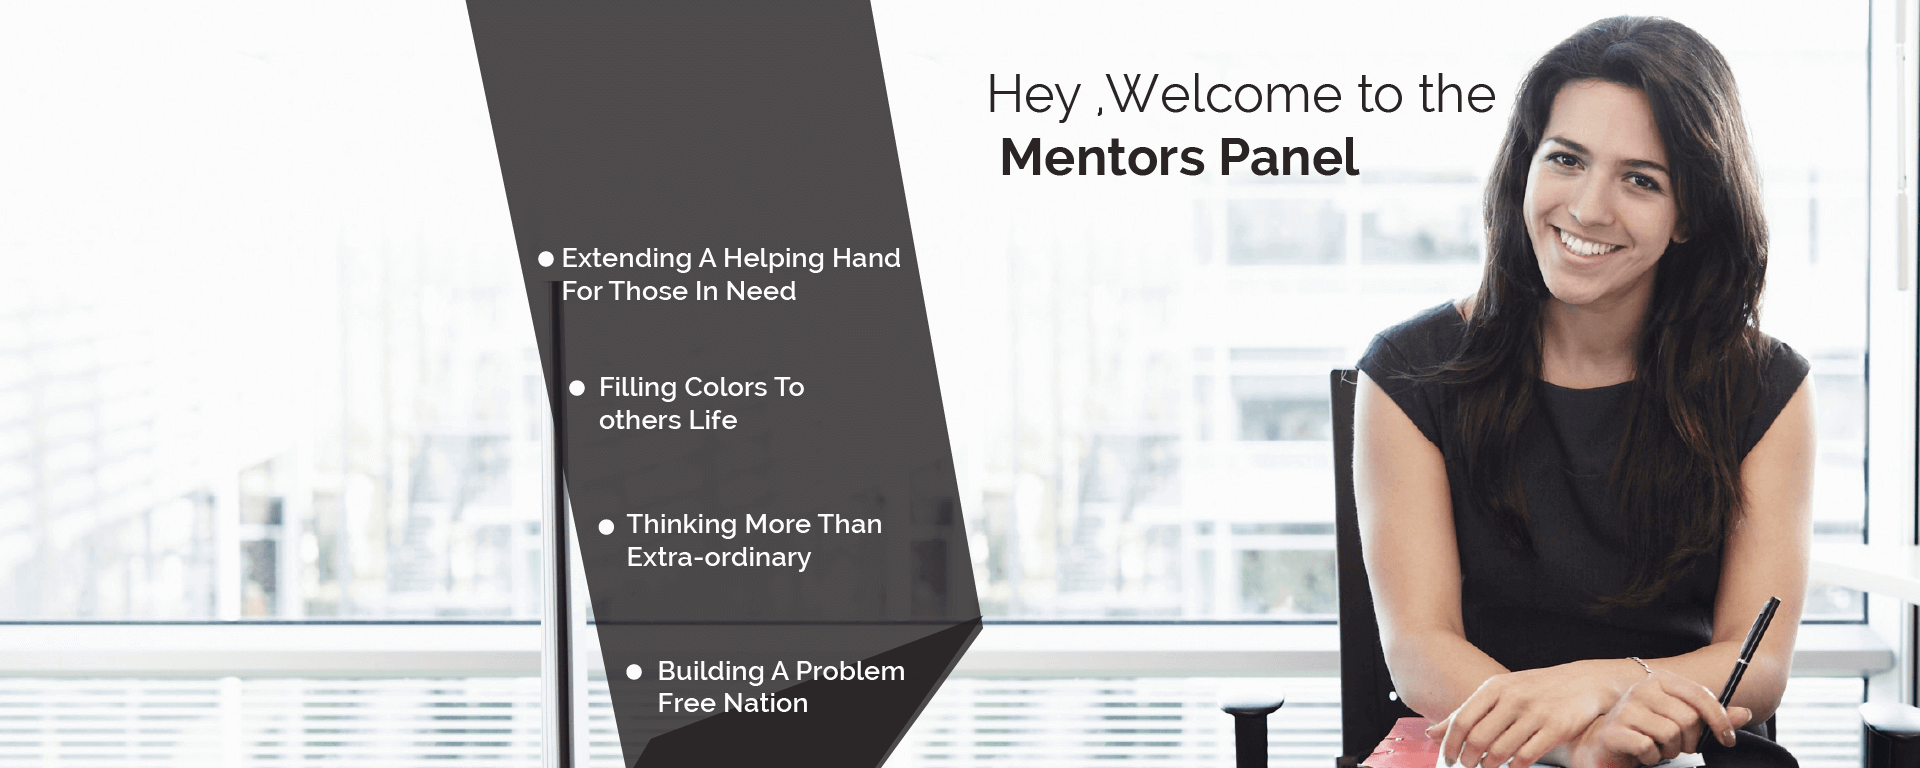 Hey ,Welcome to the
Mentors Panel
Extending A Helping Hand
For Those In Need
Filling Colors To
others Life
Thinking More Than
Extra-ordinary
Building A Problem
Free Nation